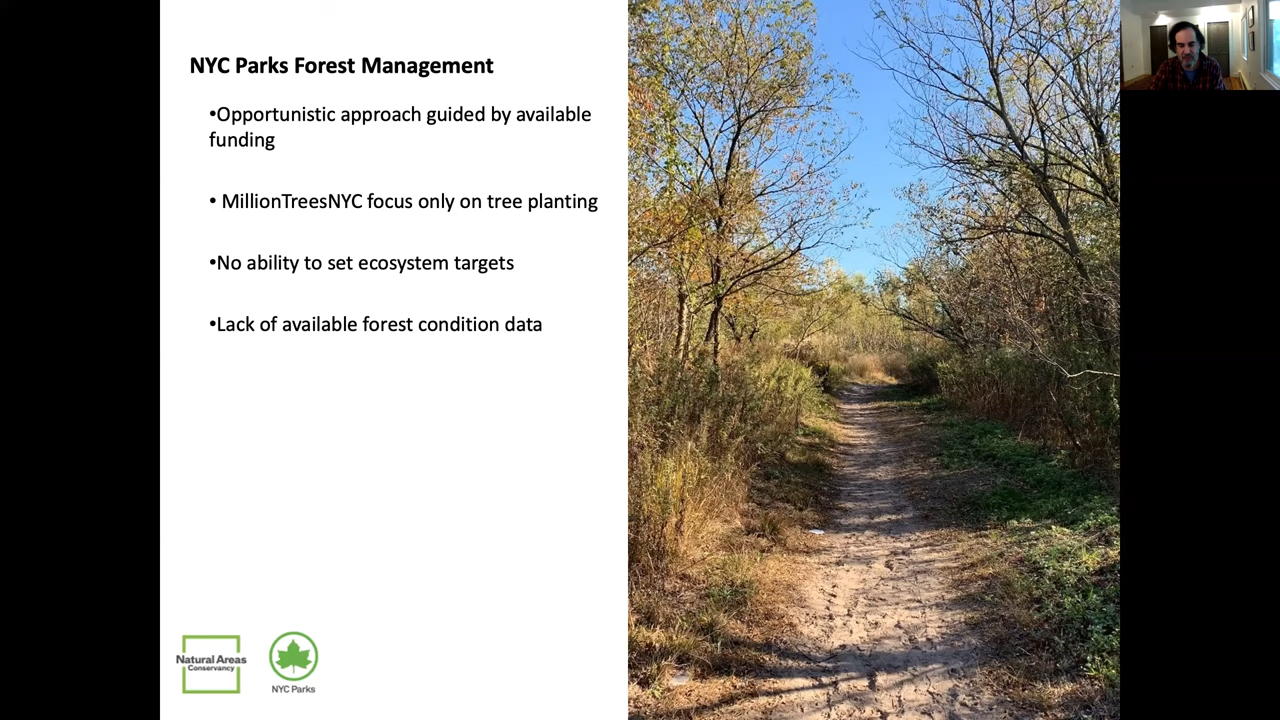 NYC Parks Forest Management
•Opportunistic approach guided by available
funding
• MillionTreesNYC focus only on tree planting
•No ability to set ecosystem targets
•Lack of available forest condition data
Natural Areas
Conservancy
NYC Parks